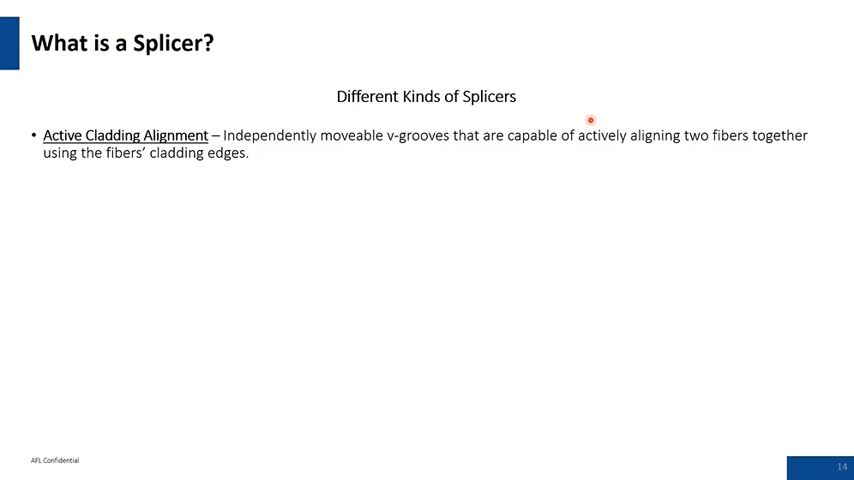 What is a Splicer?
Different Kinds of Splicers
• Active Cladding Alignment – Independently moveable v-grooves that are capable of actively aligning two fibers together
using the fibers’ cladding edges.
AFL Confidential
14